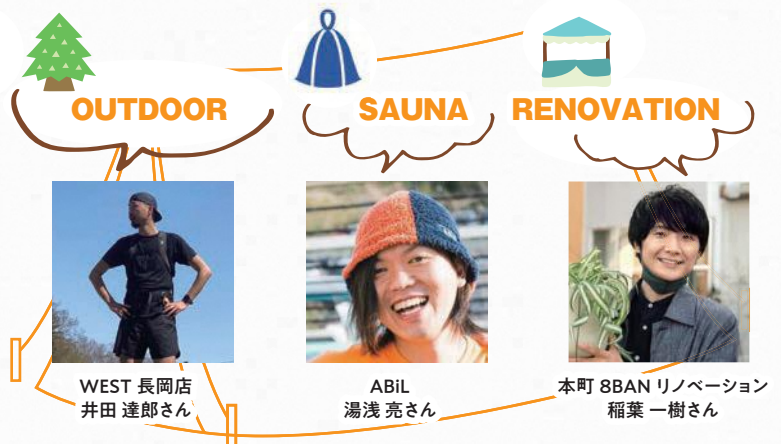 OUTDOOR
SAUNA
RENOVATION
WEST 長岡店
井田 達郎さん
ABiL
湯浅 亮さん
本町 8BAN リノベーション
稲葉 一樹さん